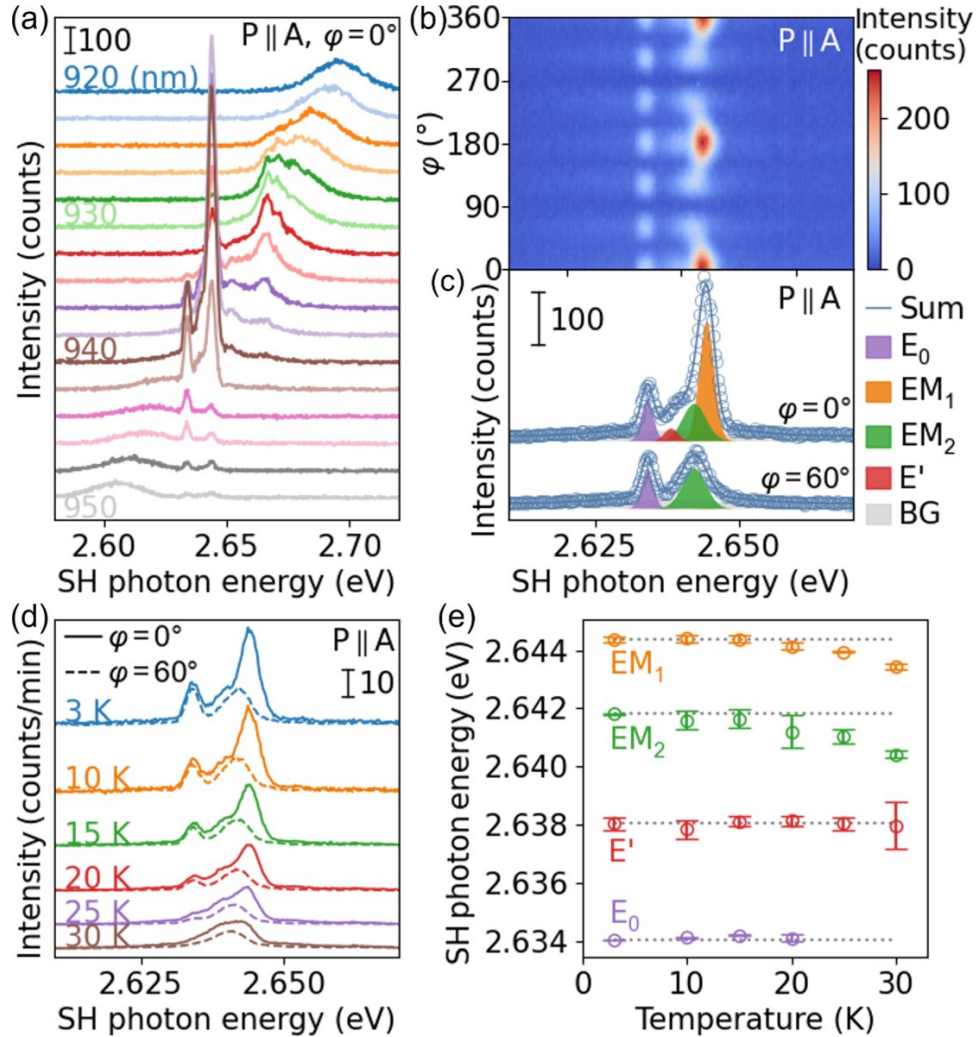 (a)
100
P ∥ A, φ=0°
920 (nm)
930
940
950
Intensity (counts)
2.60 2.65 2.70
SH photon energy (eV)
(b)
P ∥ A
360
270
180
90
0
φ (°)
Intensity
(counts)
200
100
0
(c)
P ∥ A
100
φ=0°
φ=60°
Intensity (counts)
2.625 2.650
SH photon energy (eV)
Sum
E₀
EM₁
EM₂
E'
BG
(d)
φ=0°
φ=60°
P ∥ A
10
3 K
10 K
15 K
20 K
25 K
30 K
Intensity (counts/min)
2.625 2.650
SH photon energy (eV)
(e)
2.644
2.642
2.640
2.638
2.636
2.634
SH photon energy (eV)
EM₁
EM₂
E'
E₀
0 10 20 30
Temperature (K)